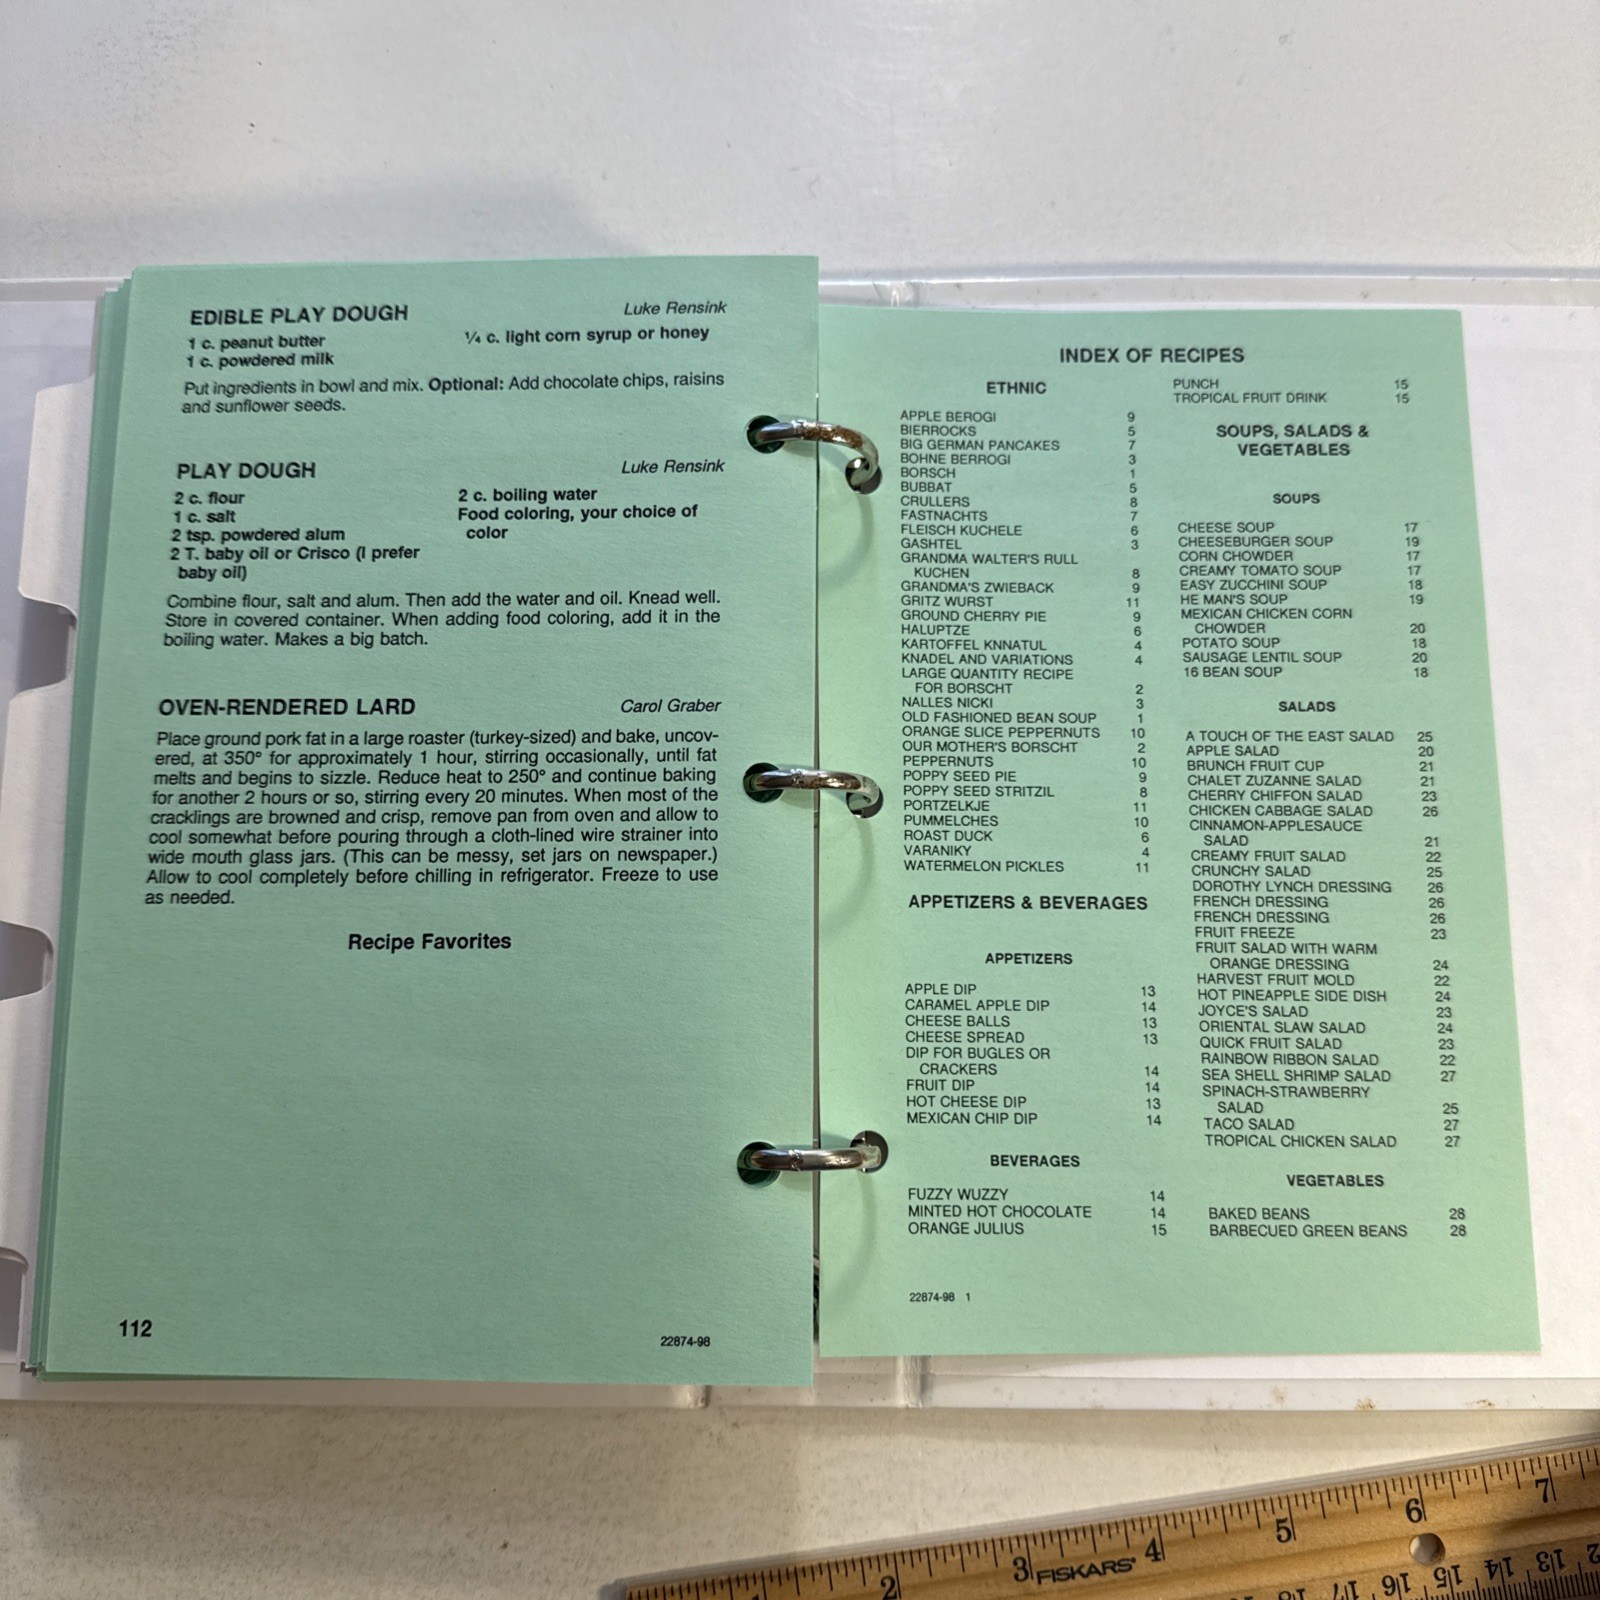 EDIBLE PLAY DOUGH Luke Rensink
1 c. peanut butter
1 c. powdered milk
¼ c. light corn syrup or honey
Put ingredients in bowl and mix. Optional: Add chocolate chips, raisins
and sunflower seeds.
PLAY DOUGH Luke Rensink
2 c. flour
1 c. salt
2 tsp. powdered alum
2 T. baby oil or Crisco (I prefer
baby oil)
2 c. boiling water
Food coloring, your choice of
color
Combine flour, salt and alum. Then add the water and oil. Knead well.
Store in covered container. When adding food coloring, add it in the
boiling water. Makes a big batch.
OVEN-RENDERED LARD Carol Graber
Place ground pork fat in a large roaster (turkey-sized) and bake, uncov-
ered, at 350° for approximately 1 hour, stirring occasionally, until fat
melts and begins to sizzle. Reduce heat to 250° and continue baking
for another 2 hours or so, stirring every 20 minutes. When most of the
cracklings are browned and crisp, remove pan from oven and allow to
cool somewhat before pouring through a cloth-lined wire strainer into
wide mouth glass jars. (This can be messy, set jars on newspaper.)
Allow to cool completely before chilling in refrigerator. Freeze to use
as needed.
Recipe Favorites
112
22874-98
INDEX OF RECIPES
ETHNIC
APPLE BEROGI 9
BIERROCKS 5
BIG GERMAN PANCAKES 7
BOHNE BERROGI 3
BORSCH 1
BUBBAT 5
CRULLERS 8
FASTNACHTS 7
FLEISCH KUCHELE 6
GASHTEL 3
GRANDMA WALTER'S RULL
KUCHEN 8
GRANDMA'S ZWIEBACK 9
GRITZ WURST 11
GROUND CHERRY PIE 9
HALUPTZE 6
KARTOFFEL KNNATUL 4
KNADEL AND VARIATIONS 4
LARGE QUANTITY RECIPE
FOR BORSCHT 2
NALLES NICKI 3
OLD FASHIONED BEAN SOUP 1
ORANGE SLICE PEPPERNUTS 10
OUR MOTHER'S BORSCHT 2
PEPPERNUTS 10
POPPY SEED PIE 9
POPPY SEED STRITZIL 8
PORTZELKJE 11
PUMMELCHES 10
ROAST DUCK 6
VARANIKY 4
WATERMELON PICKLES 11
APPETIZERS & BEVERAGES
APPETIZERS
APPLE DIP 13
CARAMEL APPLE DIP 14
CHEESE BALLS 13
CHEESE SPREAD 13
DIP FOR BUGLES OR
CRACKERS 14
FRUIT DIP 14
HOT CHEESE DIP 13
MEXICAN CHIP DIP 14
BEVERAGES
FUZZY WUZZY 14
MINTED HOT CHOCOLATE 14
ORANGE JULIUS 15
22874-98 1
PUNCH 15
TROPICAL FRUIT DRINK 15
SOUPS, SALADS &
VEGETABLES
SOUPS
CHEESE SOUP 17
CHEESEBURGER SOUP 19
CORN CHOWDER 17
CREAMY TOMATO SOUP 17
EASY ZUCCHINI SOUP 18
HE MAN'S SOUP 19
MEXICAN CHICKEN CORN
CHOWDER 20
POTATO SOUP 18
SAUSAGE LENTIL SOUP 20
16 BEAN SOUP 18
SALADS
A TOUCH OF THE EAST SALAD 25
APPLE SALAD 20
BRUNCH FRUIT CUP 21
CHALET ZUZANNE SALAD 21
CHERRY CHIFFON SALAD 23
CHICKEN CABBAGE SALAD 26
CINNAMON-APPLESAUCE
SALAD 21
CREAMY FRUIT SALAD 22
CRUNCHY SALAD 25
DOROTHY LYNCH DRESSING 26
FRENCH DRESSING 26
FRENCH DRESSING 26
FRUIT FREEZE 23
FRUIT SALAD WITH WARM
ORANGE DRESSING 24
HARVEST FRUIT MOLD 22
HOT PINEAPPLE SIDE DISH 24
JOYCE'S SALAD 23
ORIENTAL SLAW SALAD 24
QUICK FRUIT SALAD 23
RAINBOW RIBBON SALAD 22
SEA SHELL SHRIMP SALAD 27
SPINACH-STRAWBERRY
SALAD 25
TACO SALAD 27
TROPICAL CHICKEN SALAD 27
VEGETABLES
BAKED BEANS 28
BARBECUED GREEN BEANS 28
2 3 FISKARS 4 5 6 7
17 16 15 14 13